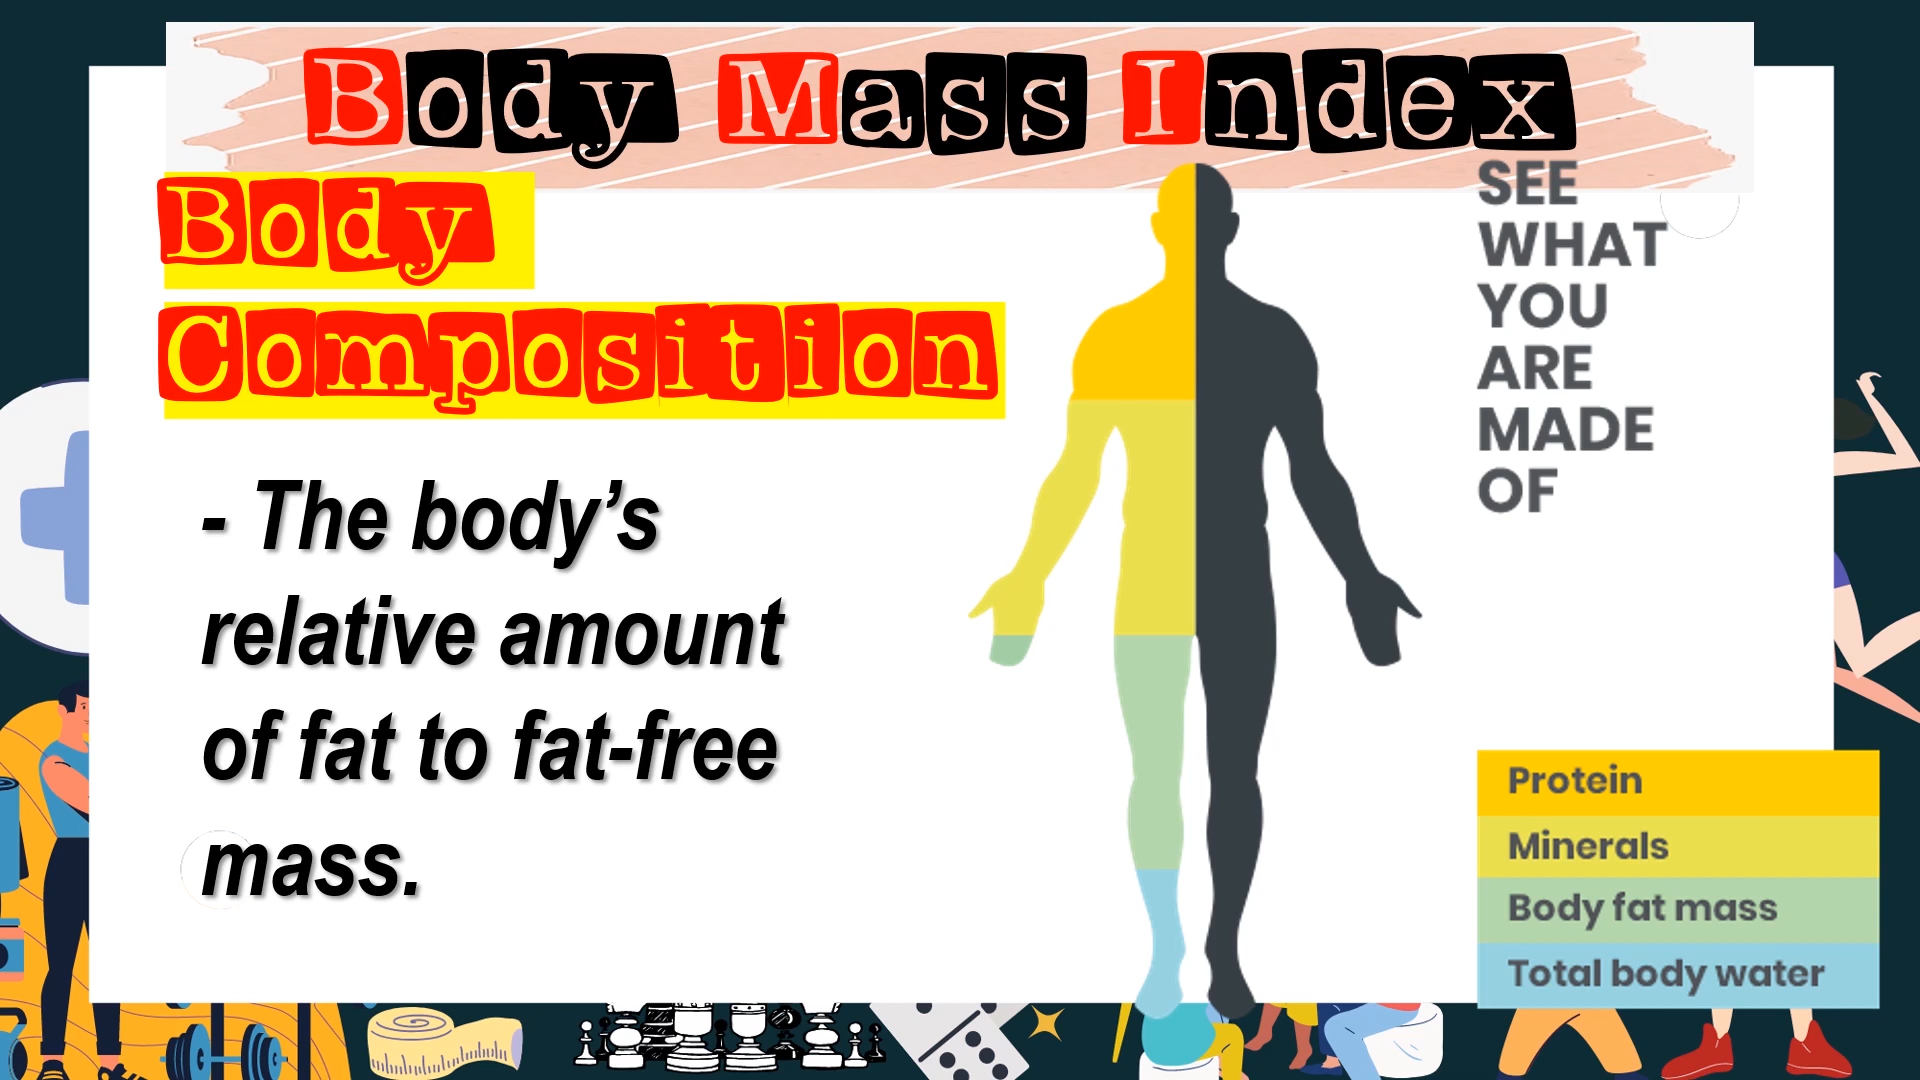 Body Mass Index
Body
Composition
- The body’s
relative amount
of fat to fat-free
mass.
SEE
WHAT
YOU
ARE
MADE
OF
Protein
Minerals
Body fat mass
Total body water